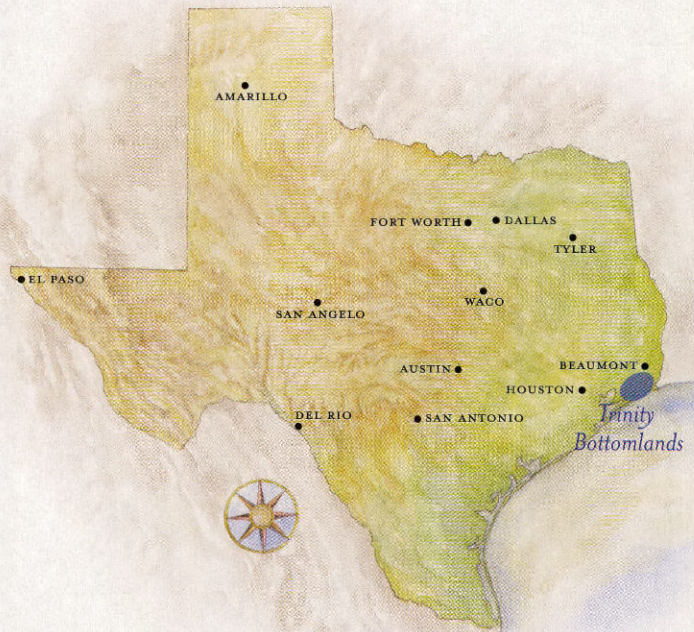 AMARILLO
FORT WORTH
DALLAS
TYLER
EL PASO
WACO
SAN ANGELO
AUSTIN
BEAUMONT
HOUSTON
DEL RIO
SAN ANTONIO
Trinity
Bottomlands